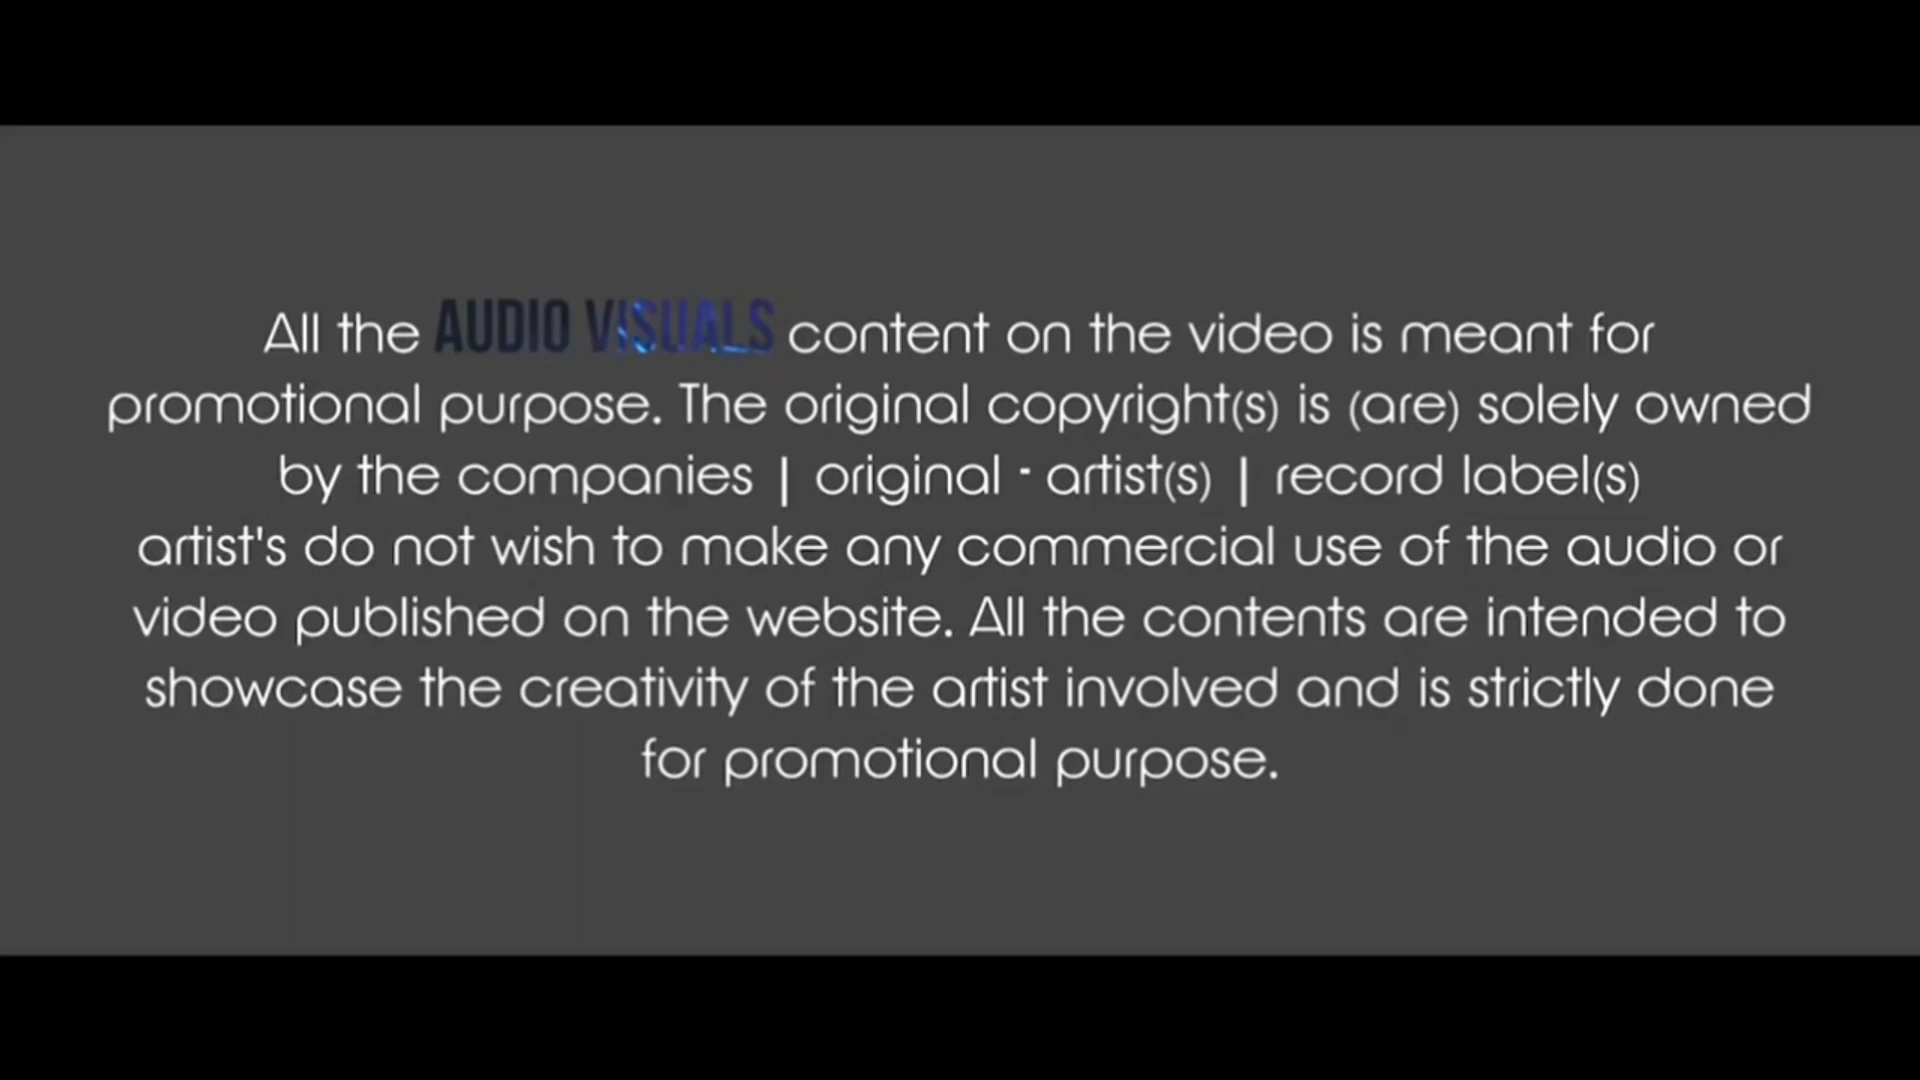 All the AUDIO VISUALS content on the video is meant for
promotional purpose. The original copyright(s) is (are) solely owned
by the companies | original - artist(s) | record label(s)
artist's do not wish to make any commercial use of the audio or
video published on the website. All the contents are intended to
showcase the creativity of the artist involved and is strictly done
for promotional purpose.